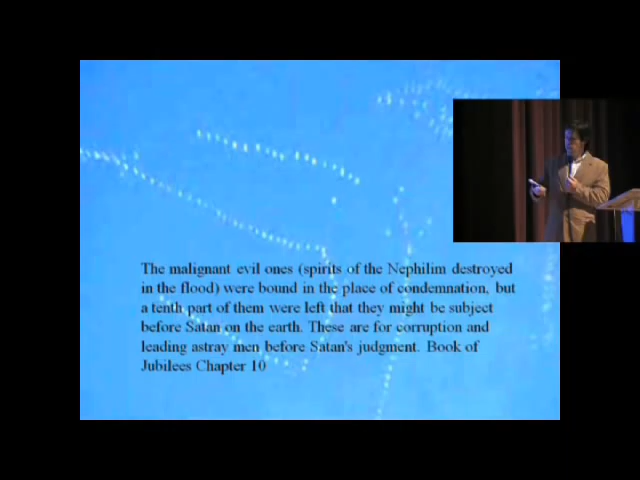 The malignant evil ones (spirits of the Nephilim destroyed
in the flood) were bound in the place of condemnation, but
a tenth part of them were left that they might be subject
before Satan on the earth. These are for corruption and
leading astray men before Satan's judgment. Book of
Jubilees Chapter 10